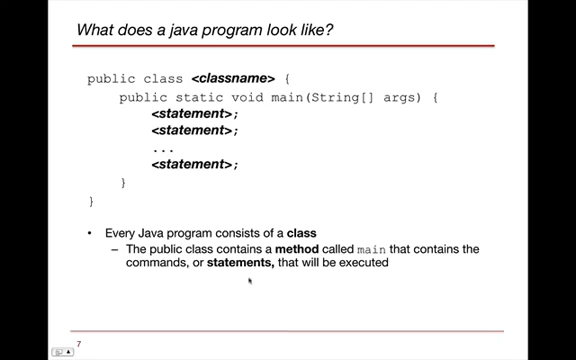 What does a java program look like?
public class <classname> {
public static void main(String[] args) {
<statement>;
<statement>;
...
<statement>;
}
}
• Every Java program consists of a class
– The public class contains a method called main that contains the
commands, or statements, that will be executed
7